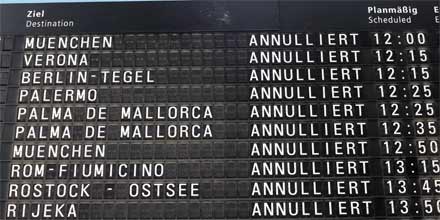 Ziel Planmäßig
Destination Scheduled
MUENCHEN ANNULLIERT 12:00
VERONA ANNULLIERT 12:15
BERLIN-TEGEL ANNULLIERT 12:15
PALERMO ANNULLIERT 12:25
PALMA DE MALLORCA ANNULLIERT 12:25
PALMA DE MALLORCA ANNULLIERT 12:35
MUENCHEN ANNULLIERT 12:50
ROM-FIUMICINO ANNULLIERT 13:15
ROSTOCK - OSTSEE ANNULLIERT 13:45
RIJEKA ANNULLIERT 13:50